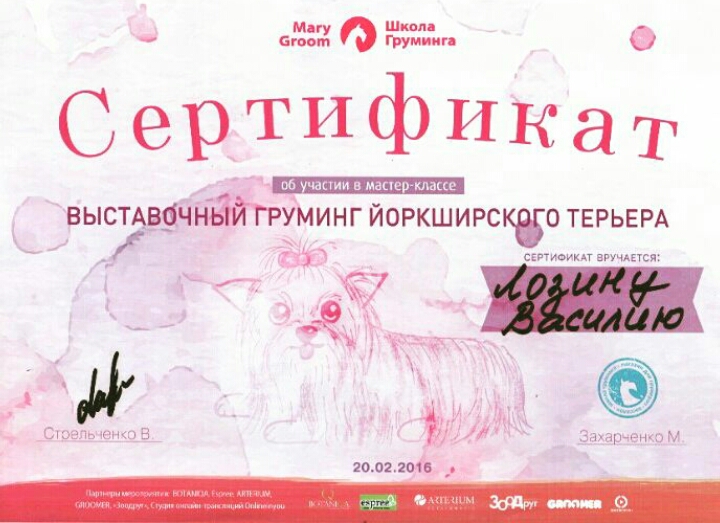 Mary Groom
Школа Груминга
Сертификат
об участии в мастер-классе
ВЫСТАВОЧНЫЙ ГРУМИНГ ЙОРКШИРСКОГО ТЕРЬЕРА
СЕРТИФИКАТ ВРУЧАЕТСЯ:
Лозину
Василию
Стрельченко В.
Захарченко М.
20.02.2016
Партнеры мероприятия: BOTANIQA, Espree, ARTERIUM,
GROOMER, «Зоодруг», Студия онлайн-трансляций Onlineinyou
BOTANIQA
espree
ARTERIUM
ЗооДруг
GROOMER